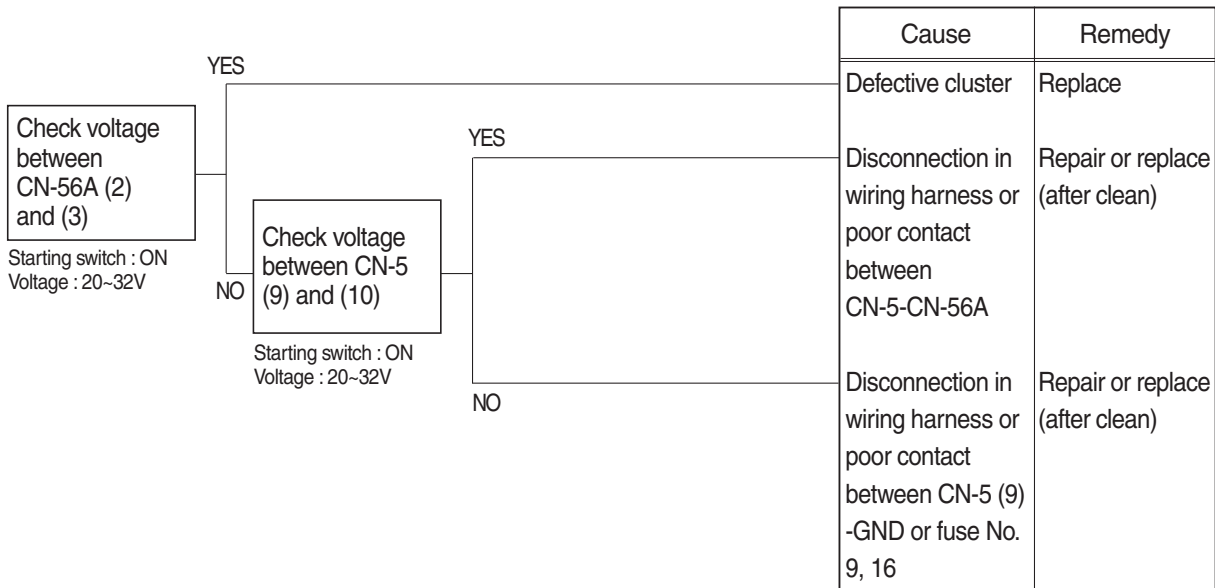 Cause
Remedy
YES
Defective cluster
Replace
Check voltage
between
CN-56A (2)
and (3)
Starting switch : ON
Voltage : 20~32V
YES
Disconnection in
wiring harness or
poor contact
between
CN-5-CN-56A
Repair or replace
(after clean)
NO
Check voltage
between CN-5
(9) and (10)
Starting switch : ON
Voltage : 20~32V
NO
Disconnection in
wiring harness or
poor contact
between CN-5 (9)
-GND or fuse No.
9, 16
Repair or replace
(after clean)